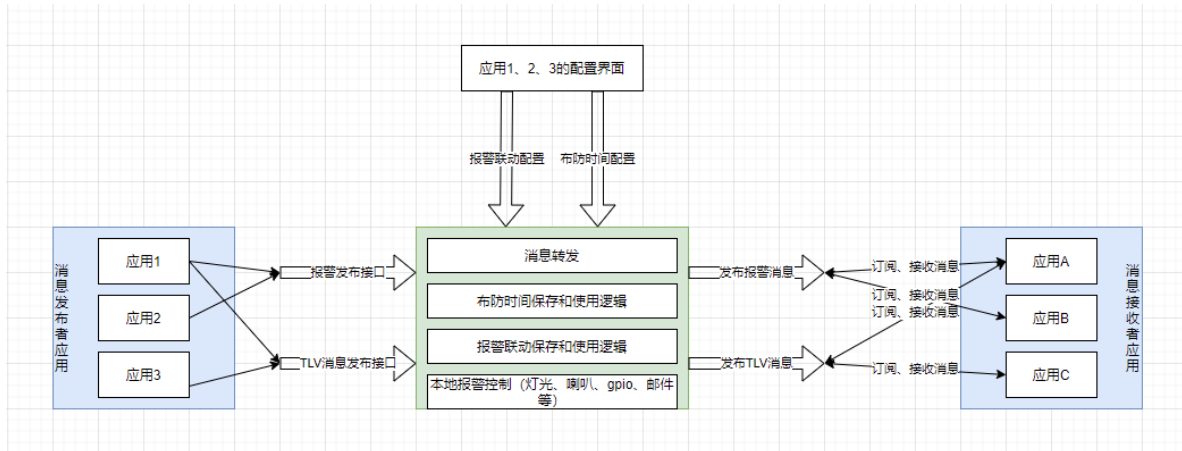 应用1、2、3的配置界面
报警联动配置
布防时间配置
消息发布者应用
应用1
应用2
应用3
报警发布接口
TLV消息发布接口
消息转发
布防时间保存和使用逻辑
报警联动保存和使用逻辑
本地报警控制（灯光、喇叭、gpio、邮件
等）
发布报警消息
发布TLV消息
订阅、接收消息
订阅、接收消息
订阅、接收消息
订阅、接收消息
应用A
应用B
应用C
消息接收者应用